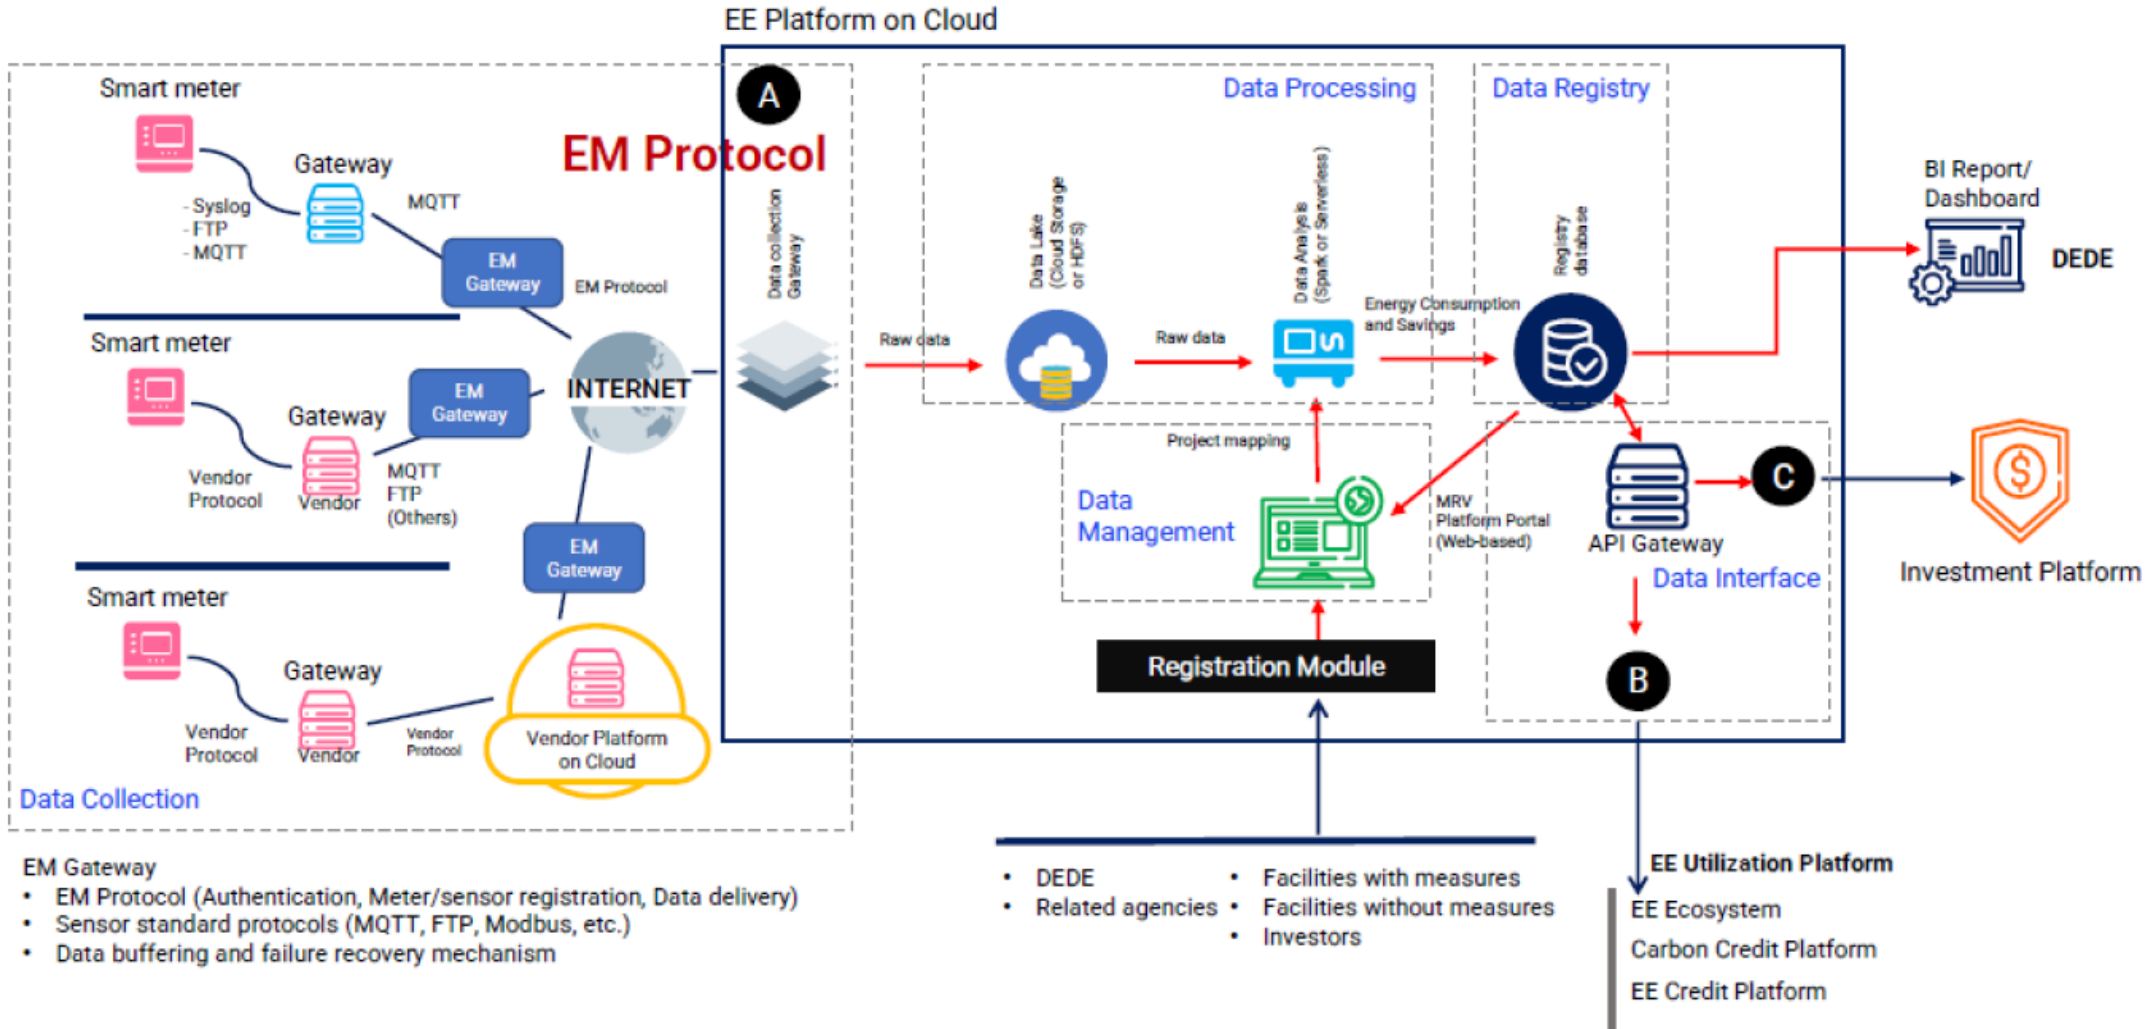 EE Platform on Cloud
Smart meter
Gateway
- Syslog
- FTP
- MQTT
MQTT
EM
Gateway
EM Protocol
Smart meter
Gateway
Vendor
Protocol
Vendor
MQTT
FTP
(Others)
EM
Gateway
INTERNET
EM
Gateway
Smart meter
Gateway
Vendor
Protocol
Vendor
Vendor
Protocol
Vendor Platform
on Cloud
Data Collection
A
EM Protocol
Data collection
Gateway
Raw data
Data Processing
Data Lake
(Cloud Storage
or HDFS)
Raw data
Data Analysis
(Spark or Serverless)
Energy Consumption
and Savings
Data Registry
Registry
database
Project mapping
Data
Management
MRV
Platform Portal
(Web-based)
Registration Module
API Gateway
Data Interface
C
B
BI Report/
Dashboard
DEDE
$
Investment Platform
EM Gateway
• EM Protocol (Authentication, Meter/sensor registration, Data delivery)
• Sensor standard protocols (MQTT, FTP, Modbus, etc.)
• Data buffering and failure recovery mechanism
• DEDE
• Related agencies
• Facilities with measures
• Facilities without measures
• Investors
EE Utilization Platform
EE Ecosystem
Carbon Credit Platform
EE Credit Platform